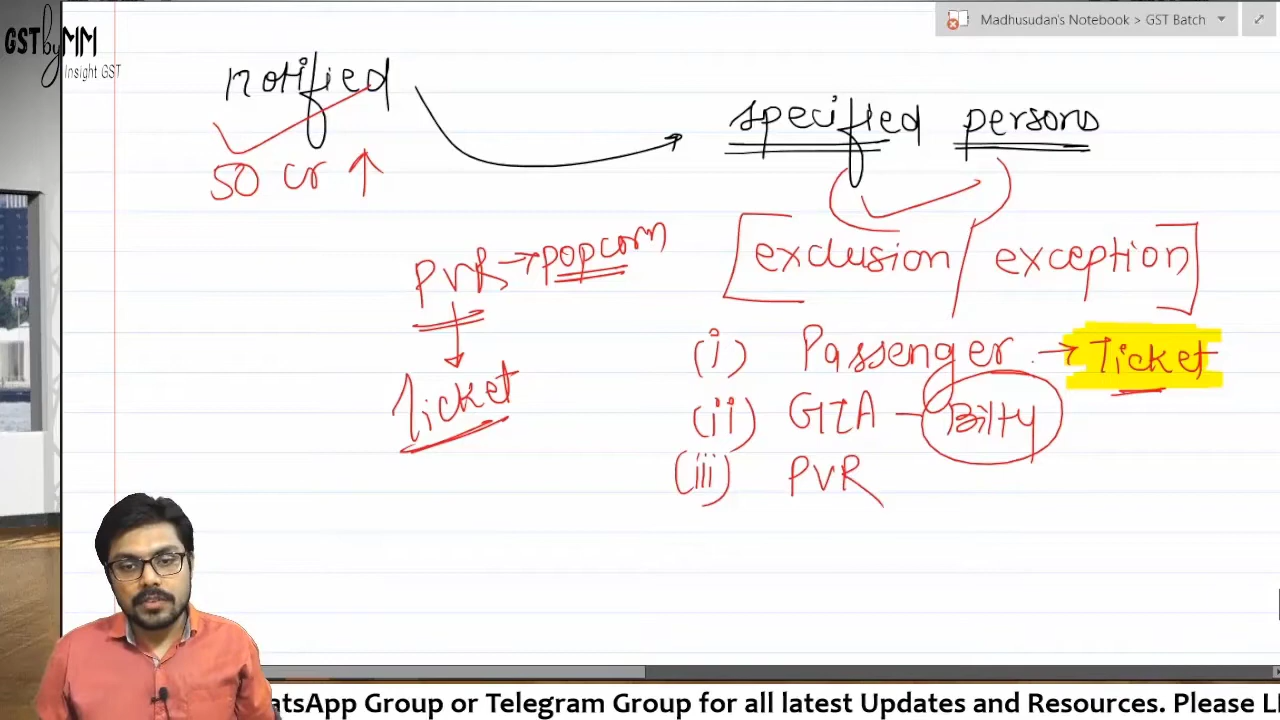 GST by MM
Insight GST
Madhusudan's Notebook > GST Batch
notified
50 cr ↑
specified persons
exclusion / exception
PVR → popcorn
Ticket
(i) Passenger → Ticket
(ii) GTA - Bilty
(iii) PVR
atsApp Group or Telegram Group for all latest Updates and Resources. Please LI